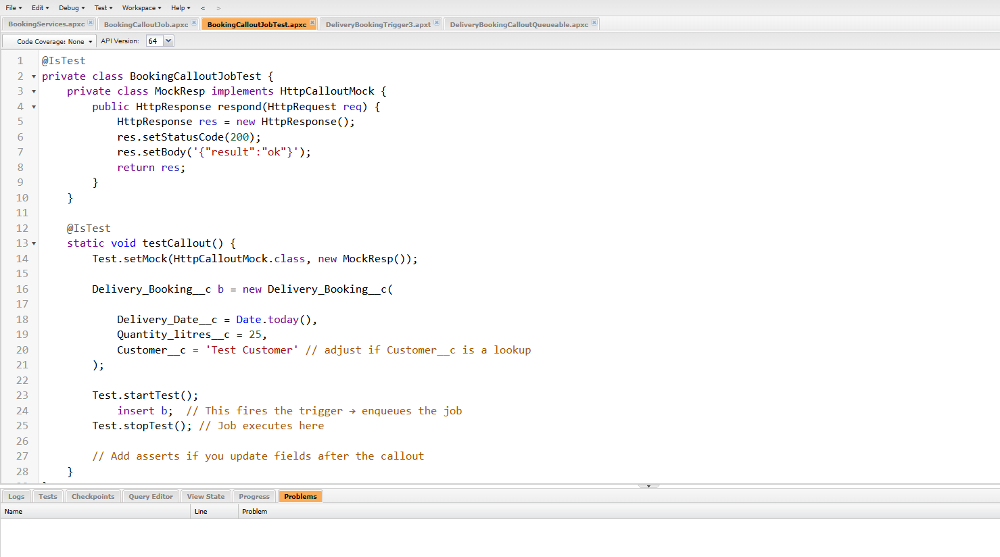 File Edit Debug Test Workspace Help < >
BookingServices.apxc BookingCalloutJob.apxc BookingCalloutJobTest.apxc DeliveryBookingTrigger3.apxt DeliveryBookingCalloutQueueable.apxc
Code Coverage: None API Version: 64
1 @IsTest
2 private class BookingCalloutJobTest {
3 private class MockResp implements HttpCalloutMock {
4 public HttpResponse respond(HttpRequest req) {
5 HttpResponse res = new HttpResponse();
6 res.setStatusCode(200);
7 res.setBody('{"result":"ok"}');
8 return res;
9 }
10 }
11
12 @IsTest
13 static void testCallout() {
14 Test.setMock(HttpCalloutMock.class, new MockResp());
15
16 Delivery_Booking__c b = new Delivery_Booking__c(
17
18 Delivery_Date__c = Date.today(),
19 Quantity_litres__c = 25,
20 Customer__c = 'Test Customer' // adjust if Customer__c is a lookup
21 );
22
23 Test.startTest();
24 insert b; // This fires the trigger → enqueues the job
25 Test.stopTest(); // Job executes here
26
27 // Add asserts if you update fields after the callout
28 }
Logs Tests Checkpoints Query Editor View State Progress Problems
Name Line Problem